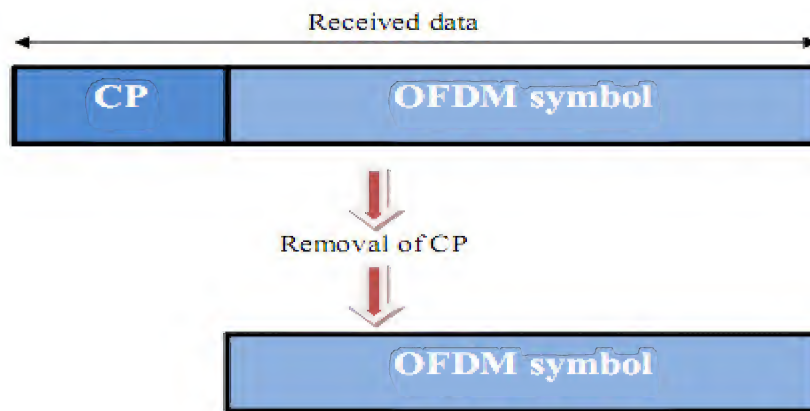 Received data
CP
OFDM symbol
Removal of CP
OFDM symbol